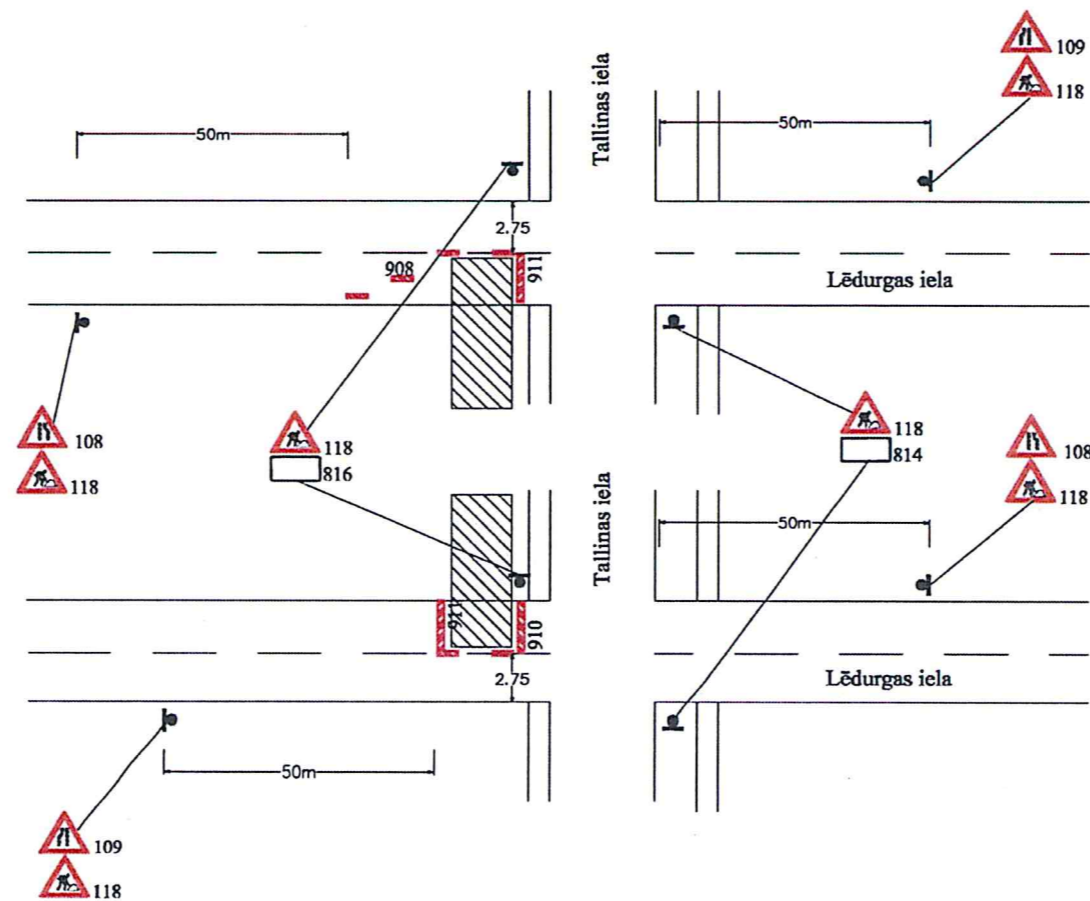 109
118
50m
Tallinas iela
50m
2.75
908
911
Lēdurgas iela
108
118
118
816
118
814
108
118
50m
Tallinas iela
911
910
2.75
Lēdurgas iela
50m
109
118